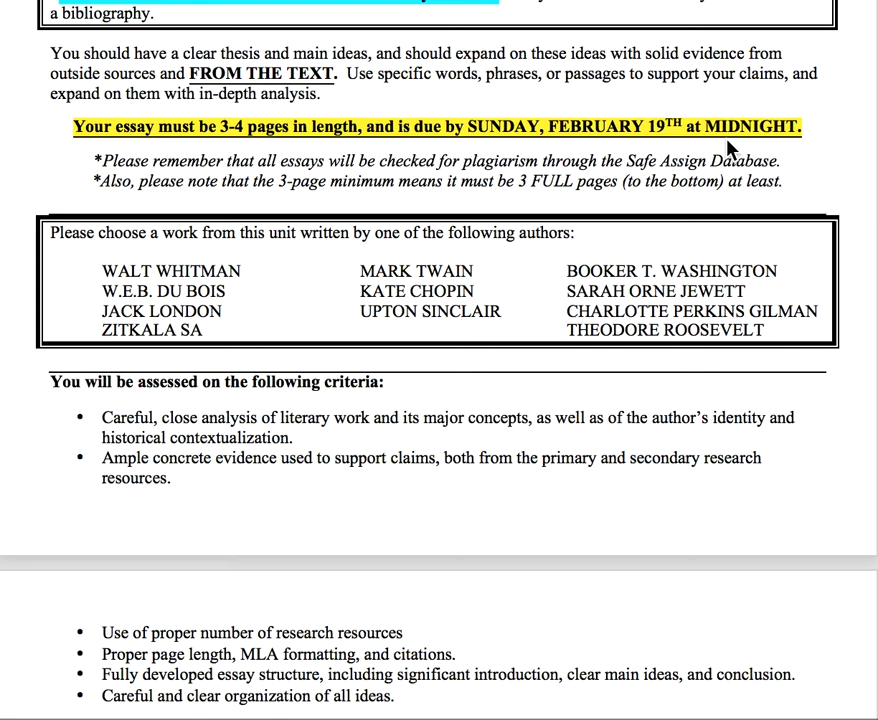 a bibliography.
You should have a clear thesis and main ideas, and should expand on these ideas with solid evidence from
outside sources and FROM THE TEXT. Use specific words, phrases, or passages to support your claims, and
expand on them with in-depth analysis.
Your essay must be 3-4 pages in length, and is due by SUNDAY, FEBRUARY 19TH at MIDNIGHT.
*Please remember that all essays will be checked for plagiarism through the Safe Assign Database.
*Also, please note that the 3-page minimum means it must be 3 FULL pages (to the bottom) at least.
Please choose a work from this unit written by one of the following authors:
WALT WHITMAN MARK TWAIN BOOKER T. WASHINGTON
W.E.B. DU BOIS KATE CHOPIN SARAH ORNE JEWETT
JACK LONDON UPTON SINCLAIR CHARLOTTE PERKINS GILMAN
ZITKALA SA THEODORE ROOSEVELT
You will be assessed on the following criteria:
• Careful, close analysis of literary work and its major concepts, as well as of the author's identity and
historical contextualization.
• Ample concrete evidence used to support claims, both from the primary and secondary research
resources.
• Use of proper number of research resources
• Proper page length, MLA formatting, and citations.
• Fully developed essay structure, including significant introduction, clear main ideas, and conclusion.
• Careful and clear organization of all ideas.